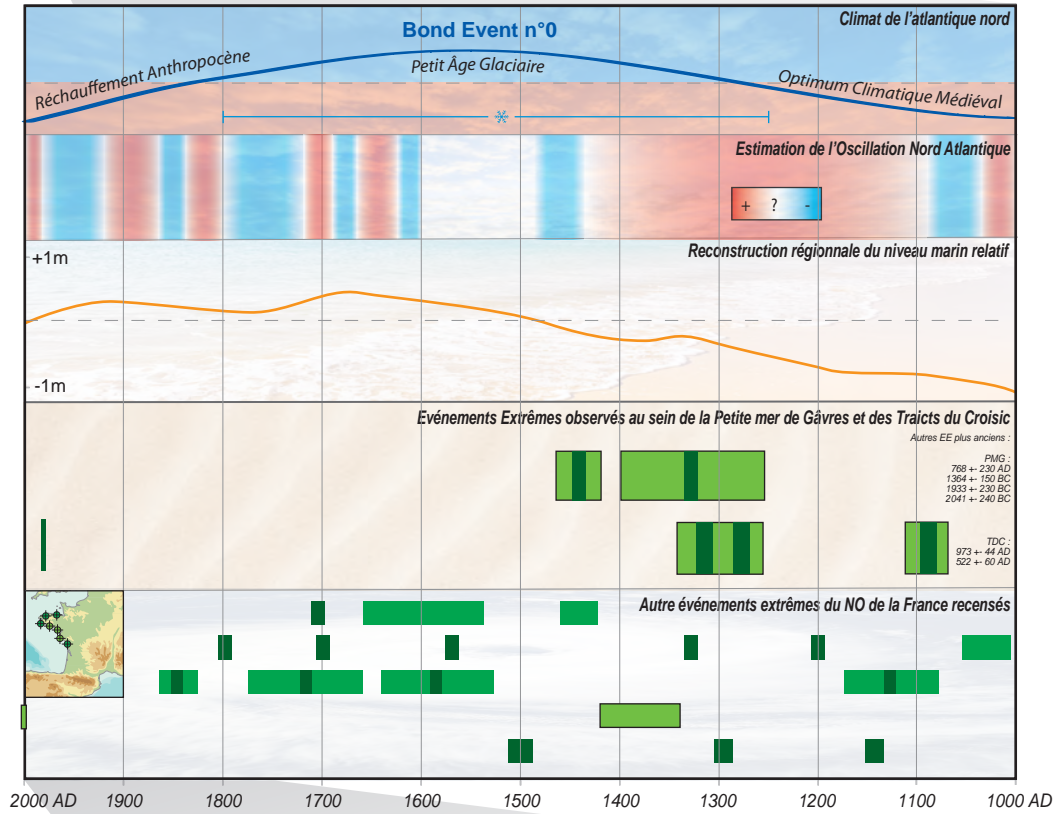 Climat de l'atlantique nord
Bond Event n°0
Réchauffement Anthropocène
Petit Âge Glaciaire
Optimum Climatique Médiéval
Estimation de l'Oscillation Nord Atlantique
+ ? -
Reconstruction régionnale du niveau marin relatif
+1m
-1m
Evénements Extrêmes observés au sein de la Petite mer de Gâvres et des Traicts du Croisic
Autres EE plus anciens :
PMG :
768 +- 230 AD
1364 +- 150 BC
1933 +- 230 BC
2041 +- 240 BC
TDC :
973 +- 44 AD
522 +- 60 AD
Autre événements extrêmes du NO de la France recensés
2000 AD 1900 1800 1700 1600 1500 1400 1300 1200 1100 1000 AD